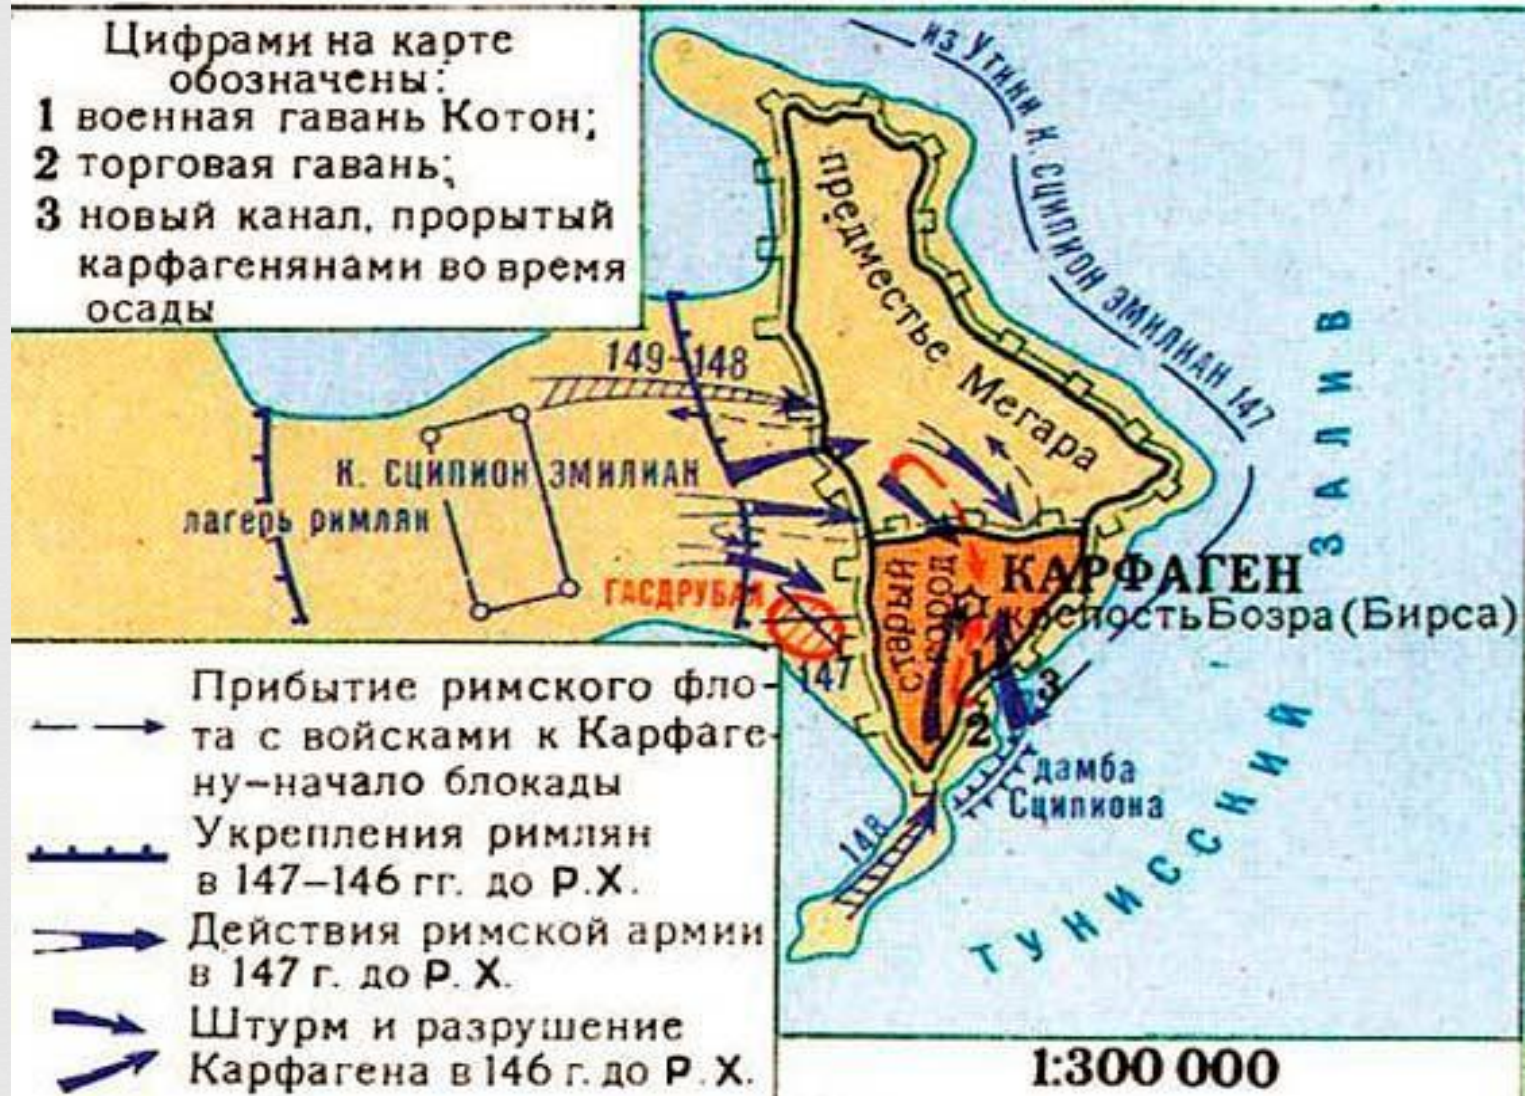 Цифрами на карте
обозначены:
1 военная гавань Котон;
2 торговая гавань;
3 новый канал, прорытый
карфагенянами во время
осады
из Утики К. СЦИПИОН ЭМИЛИАН 147
предместье Мегара
149-148
К. СЦИПИОН ЭМИЛИАН
лагерь римлян
ГАСДРУБАЛ
147
старый
город
КАРФАГЕН
крепость Бозра (Бирса)
1
2
3
дамба
Сципиона
148
ТУНИССКИЙ ЗАЛИВ
Прибытие римского фло-
та с войсками к Карфаге-
ну-начало блокады
Укрепления римлян
в 147–146 гг. до Р.Х.
Действия римской армии
в 147 г. до Р.Х.
Штурм и разрушение
Карфагена в 146 г. до Р.Х.
1:300 000